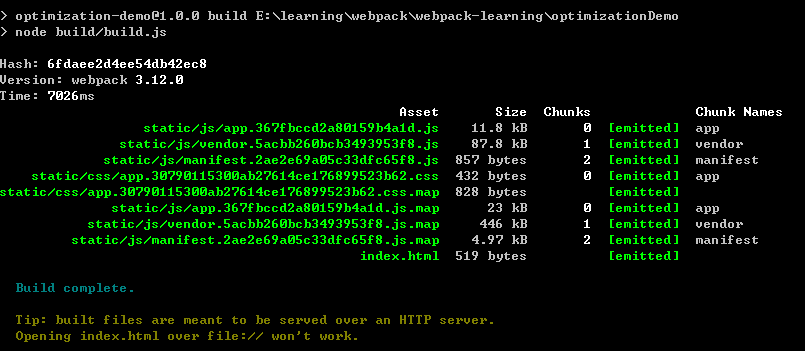 > optimization-demo@1.0.0 build E:\learning\webpack\webpack-learning\optimizationDemo
> node build/build.js
Hash: 6fdaee2d4ee54db42ec8
Version: webpack 3.12.0
Time: 7026ms
Asset Size Chunks Chunk Names
static/js/app.367fbccd2a80159b4a1d.js 11.8 kB 0 [emitted] app
static/js/vendor.5acbb260bcb3493953f8.js 87.8 kB 1 [emitted] vendor
static/js/manifest.2ae2e69a05c33dfc65f8.js 857 bytes 2 [emitted] manifest
static/css/app.30790115300ab27614ce176899523b62.css 432 bytes 0 [emitted] app
static/css/app.30790115300ab27614ce176899523b62.css.map 828 bytes [emitted]
static/js/app.367fbccd2a80159b4a1d.js.map 23 kB 0 [emitted] app
static/js/vendor.5acbb260bcb3493953f8.js.map 446 kB 1 [emitted] vendor
static/js/manifest.2ae2e69a05c33dfc65f8.js.map 4.97 kB 2 [emitted] manifest
index.html 519 bytes [emitted]
Build complete.
Tip: built files are meant to be served over an HTTP server.
Opening index.html over file:// won't work.